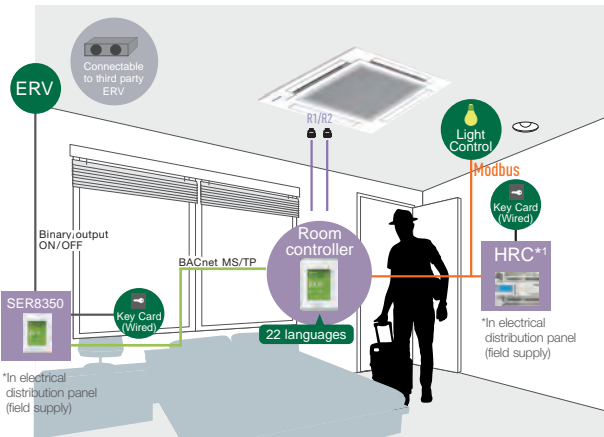 Connectable
to third party
ERV
ERV
R1/R2
Light
Control
Modbus
Key Card
(Wired)
Binary output
ON/OFF
Room
controller
HRC*1
BACnet MS/TP
SER8350
Key Card
(Wired)
22 languages
*In electrical
distribution panel
(field supply)
*In electrical
distribution panel
(field supply)